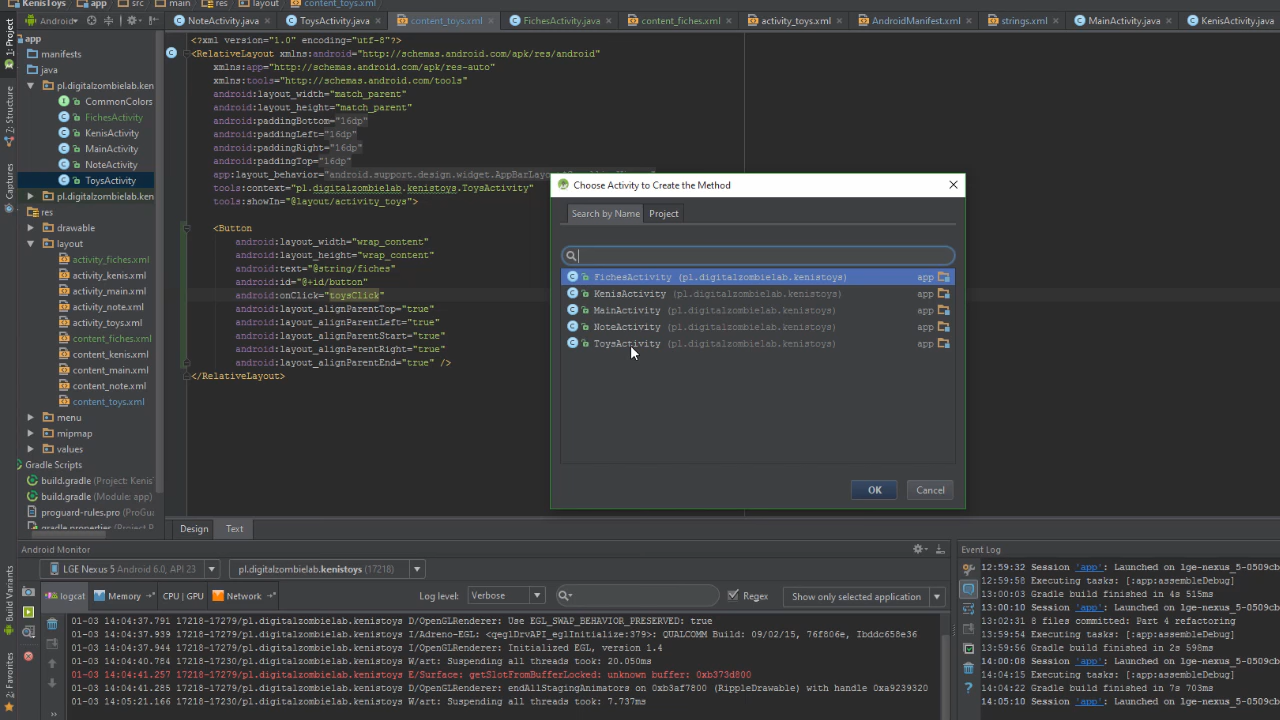 KenisToys app src main res layout content_toys.xml
Android
NoteActivity.java ToysActivity.java content_toys.xml FichesActivity.java content_fiches.xml activity_toys.xml AndroidManifest.xml strings.xml MainActivity.java KenisActivity.java
1: Project
7: Structure
Captures
Build Variants
2: Favorites
app
manifests
java
pl.digitalzombielab.ken
CommonColors
FichesActivity
KenisActivity
MainActivity
NoteActivity
ToysActivity
pl.digitalzombielab.ken
res
drawable
layout
activity_fiches.xml
activity_kenis.xml
activity_main.xml
activity_note.xml
activity_toys.xml
content_fiches.xml
content_kenis.xml
content_main.xml
content_note.xml
content_toys.xml
menu
mipmap
values
Gradle Scripts
build.gradle (Project: Kenis
build.gradle (Module: app)
proguard-rules.pro (ProGua
gradle.properties (Project P
<?xml version="1.0" encoding="utf-8"?>
<RelativeLayout xmlns:android="http://schemas.android.com/apk/res/android"
xmlns:app="http://schemas.android.com/apk/res-auto"
xmlns:tools="http://schemas.android.com/tools"
android:layout_width="match_parent"
android:layout_height="match_parent"
android:paddingBottom="16dp"
android:paddingLeft="16dp"
android:paddingRight="16dp"
android:paddingTop="16dp"
app:layout_behavior="android.support.design.widget.AppBarLayout
tools:context="pl.digitalzombielab.kenistoys.ToysActivity"
tools:showIn="@layout/activity_toys">
<Button
android:layout_width="wrap_content"
android:layout_height="wrap_content"
android:text="@string/fiches"
android:id="@+id/button"
android:onClick="toysClick"
android:layout_alignParentTop="true"
android:layout_alignParentLeft="true"
android:layout_alignParentStart="true"
android:layout_alignParentRight="true"
android:layout_alignParentEnd="true" />
</RelativeLayout>
Choose Activity to Create the Method
Search by Name Project
FichesActivity (pl.digitalzombielab.kenistoys) app
KenisActivity (pl.digitalzombielab.kenistoys) app
MainActivity (pl.digitalzombielab.kenistoys) app
NoteActivity (pl.digitalzombielab.kenistoys) app
ToysActivity (pl.digitalzombielab.kenistoys) app
OK Cancel
Design Text
Android Monitor
LGE Nexus 5 Android 6.0, API 23 pl.digitalzombielab.kenistoys (17218)
logcat Memory CPU | GPU Network Log level: Verbose Regex Show only selected application
01-03 14:04:37.791 17218-17279/pl.digitalzombielab.kenistoys D/OpenGLRenderer: Use EGL_SWAP_BEHAVIOR_PRESERVED: true
01-03 14:04:37.937 17218-17279/pl.digitalzombielab.kenistoys I/Adreno-EGL: <qeglDrvAPI_eglInitialize:379>: QUALCOMM Build: 09/02/15, 76f806e, Ibddc658e36
01-03 14:04:37.944 17218-17279/pl.digitalzombielab.kenistoys I/OpenGLRenderer: Initialized EGL, version 1.4
01-03 14:04:40.784 17218-17279/pl.digitalzombielab.kenistoys W/art: Suspending all threads took: 20.050ms
01-03 14:04:41.257 17218-17279/pl.digitalzombielab.kenistoys E/Surface: getSlotFromBufferLocked: unknown buffer: 0xb373d800
01-03 14:04:41.285 17218-17279/pl.digitalzombielab.kenistoys D/OpenGLRenderer: endAllStagingAnimators on 0xb3af7800 (RippleDrawable) with handle 0xa9239320
01-03 14:05:21.166 17218-17279/pl.digitalzombielab.kenistoys W/art: Suspending all threads took: 7.737ms
Event Log
12:59:32 Session 'app': Launched on lge-nexus_5-0509cb
12:59:58 Executing tasks: [:app:assembleDebug]
13:00:03 Gradle build finished in 4s 515ms
13:00:10 Session 'app': Launched on lge-nexus_5-0509cb
13:02:31 8 files committed: Part 4 refactoring
13:59:54 Executing tasks: [:app:assembleDebug]
13:59:56 Gradle build finished in 2s 598ms
14:00:08 Session 'app': Launched on lge-nexus_5-0509cb
14:04:15 Executing tasks: [:app:assembleDebug]
14:04:22 Gradle build finished in 7s 703ms
14:05:10 Session 'app': Launched on lge-nexus_5-0509cb